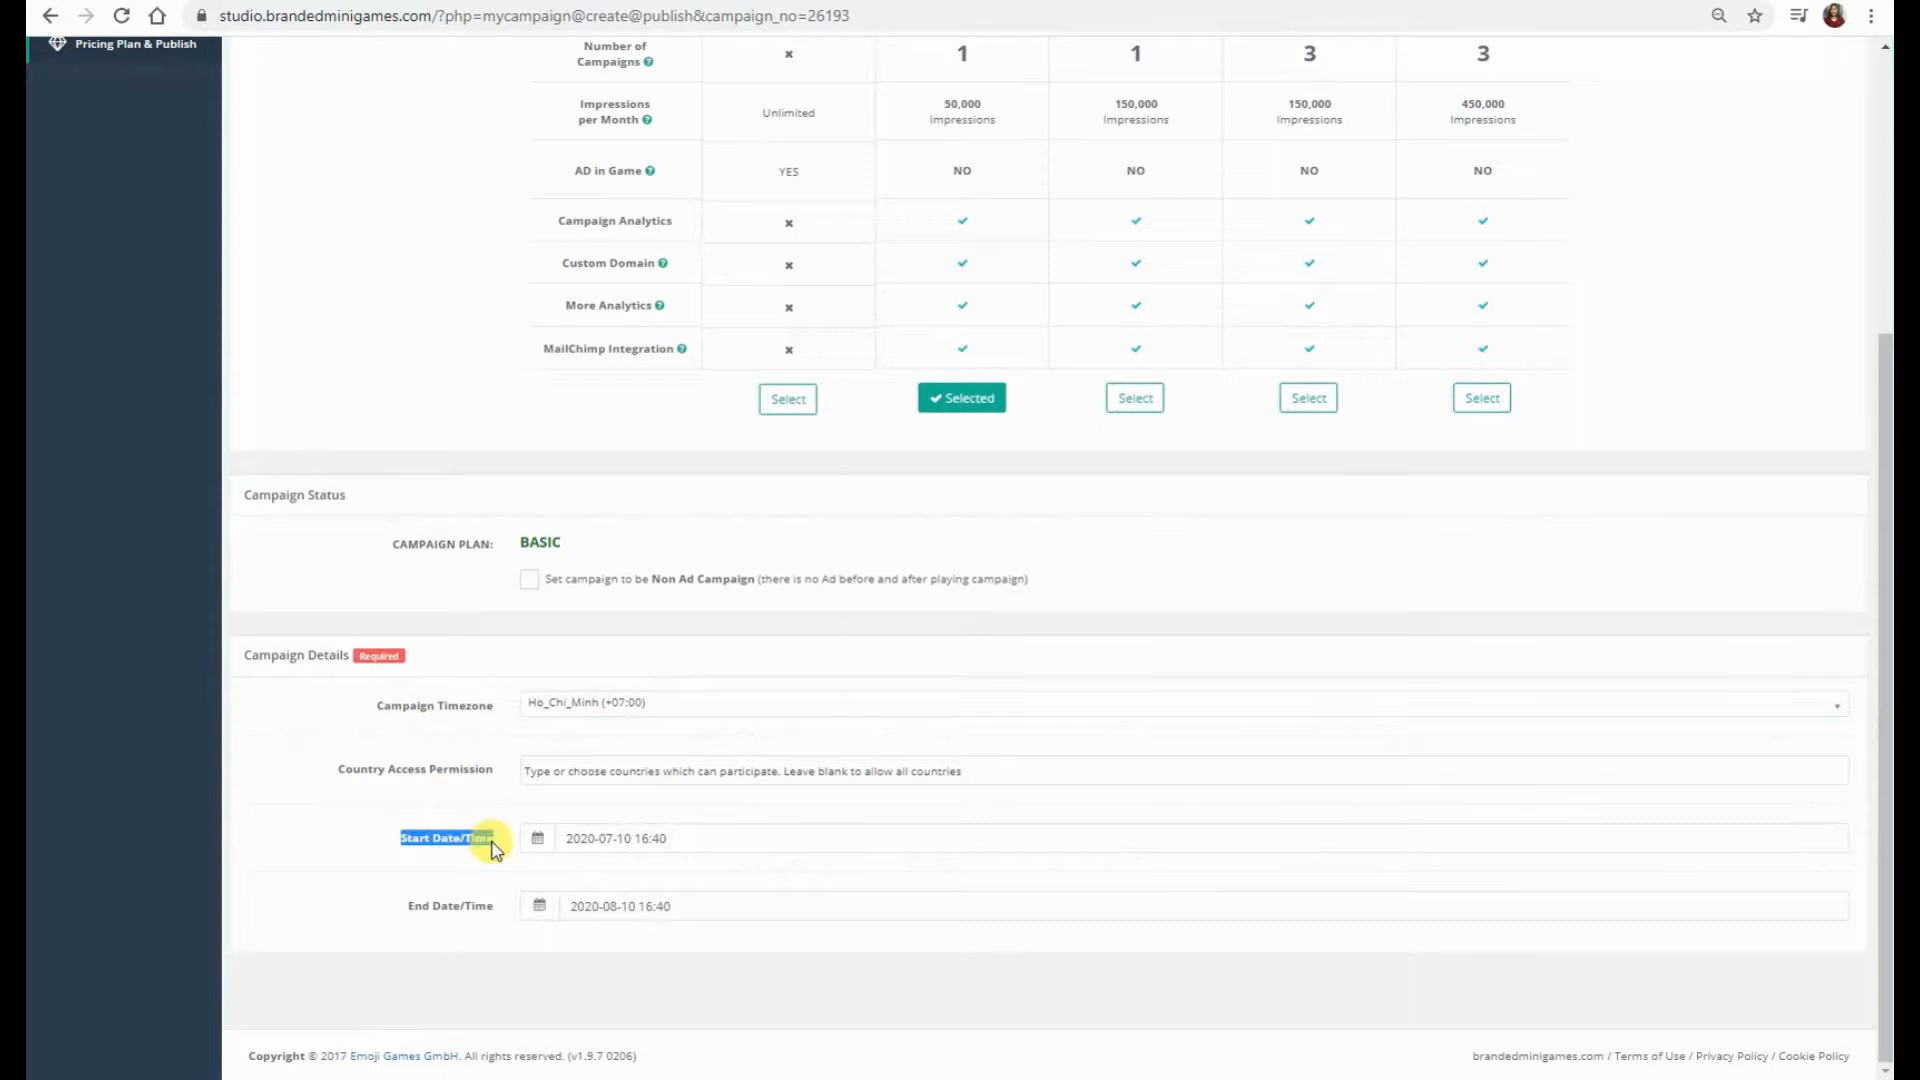 studio.brandedminigames.com/?php=mycampaign@create@publish&campaign_no=26193
Pricing Plan & Publish
Number of
Campaigns
1 1 3 3
Impressions
per Month
Unlimited
50,000
Impressions
150,000
Impressions
150,000
Impressions
450,000
Impressions
AD in Game YES NO NO NO NO
Campaign Analytics
Custom Domain
More Analytics
MailChimp Integration
Select Selected Select Select Select
Campaign Status
CAMPAIGN PLAN: BASIC
Set campaign to be Non Ad Campaign (there is no Ad before and after playing campaign)
Campaign Details Required
Campaign Timezone Ho_Chi_Minh (+07:00)
Country Access Permission Type or choose countries which can participate. Leave blank to allow all countries
Start Date/Time 2020-07-10 16:40
End Date/Time 2020-08-10 16:40
Copyright © 2017 Emoji Games GmbH. All rights reserved. (v1.9.7 0206)
brandedminigames.com / Terms of Use / Privacy Policy / Cookie Policy